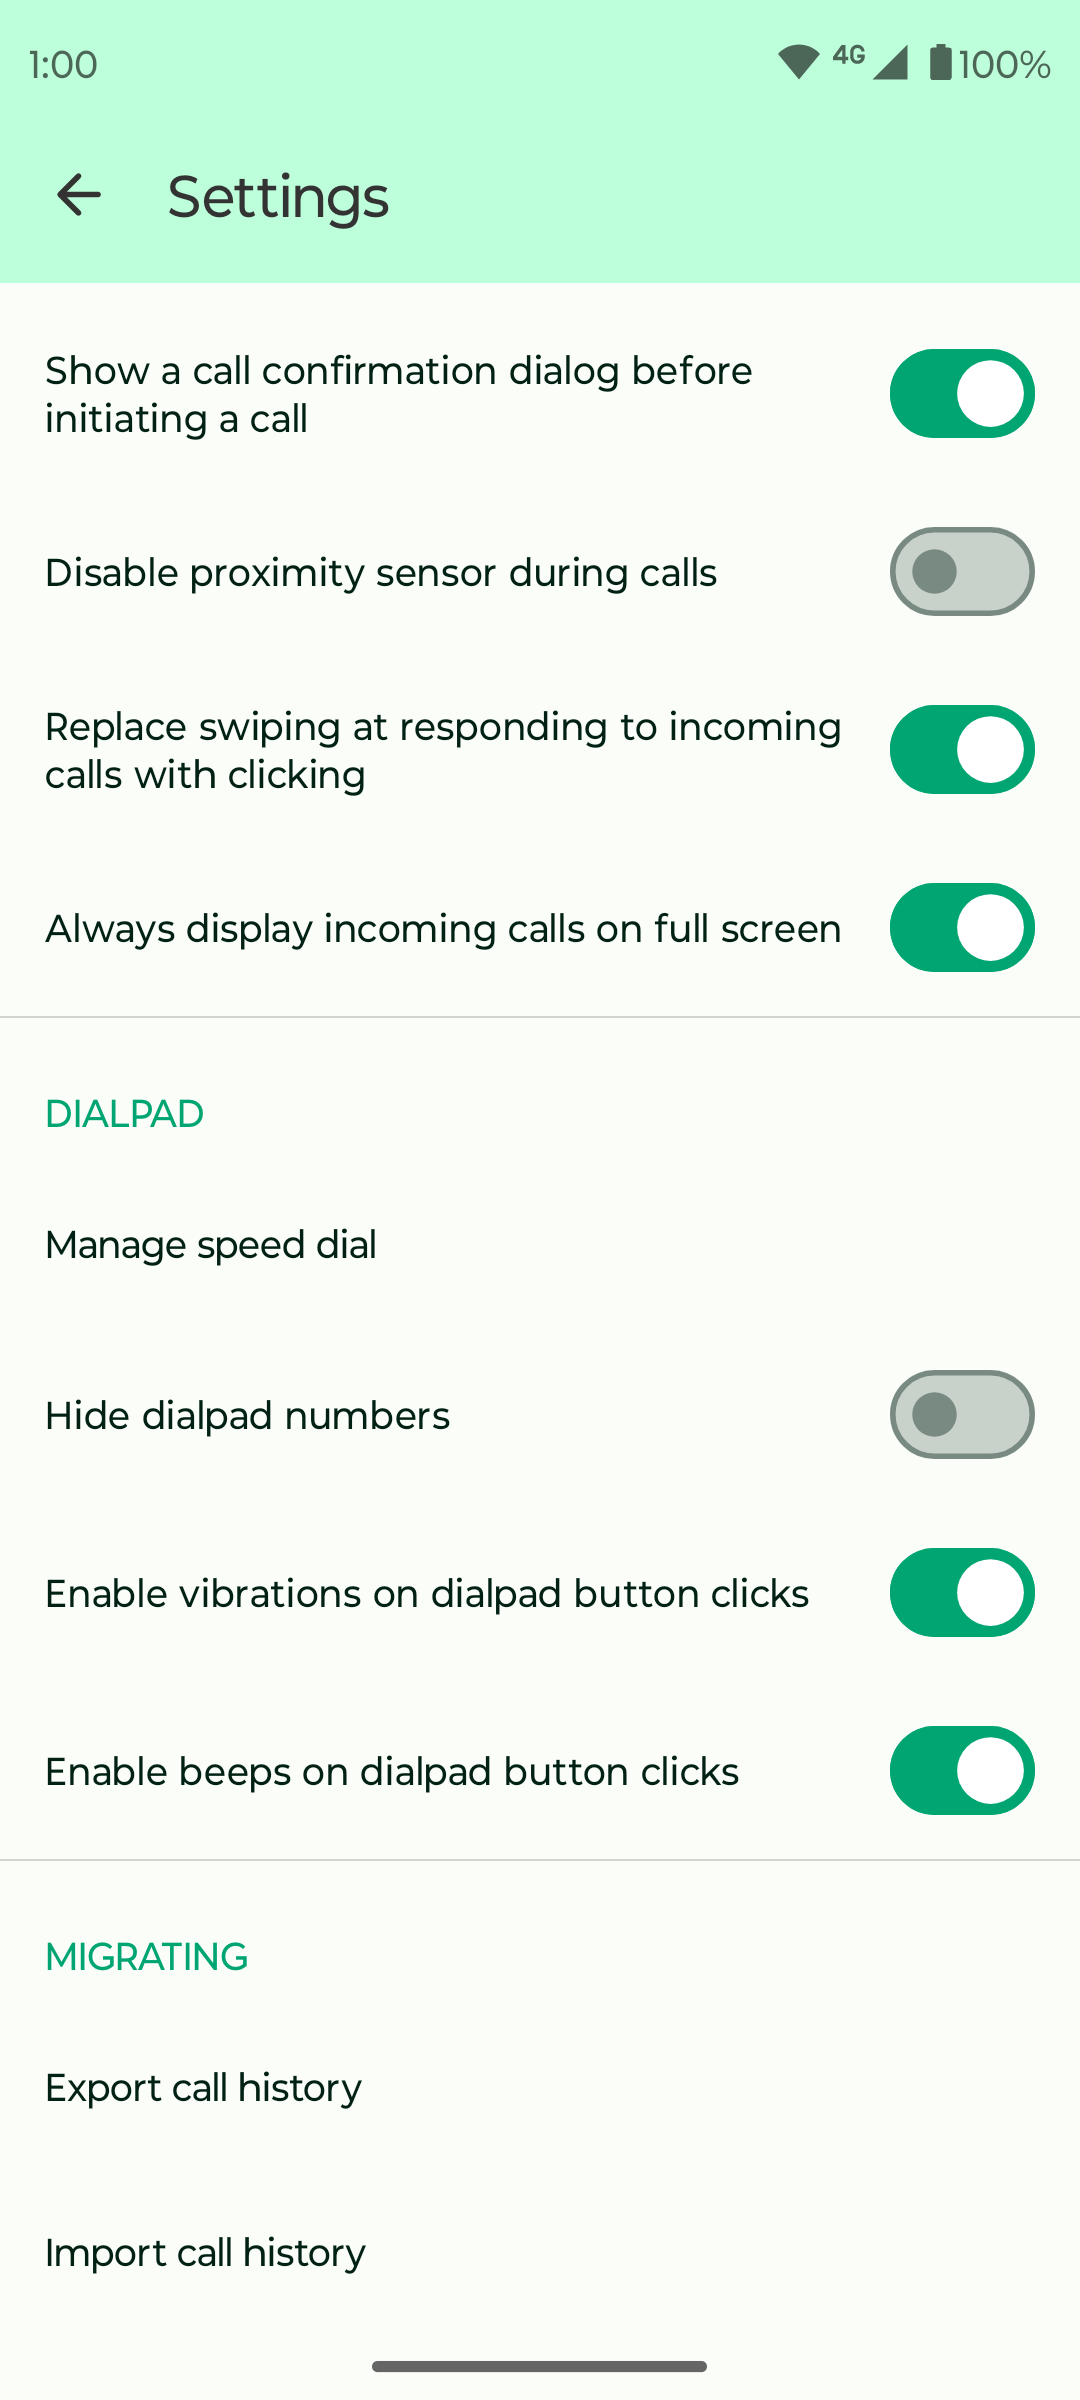 1:00
4G
100%
Settings
Show a call confirmation dialog before
initiating a call
Disable proximity sensor during calls
Replace swiping at responding to incoming
calls with clicking
Always display incoming calls on full screen
DIALPAD
Manage speed dial
Hide dialpad numbers
Enable vibrations on dialpad button clicks
Enable beeps on dialpad button clicks
MIGRATING
Export call history
Import call history